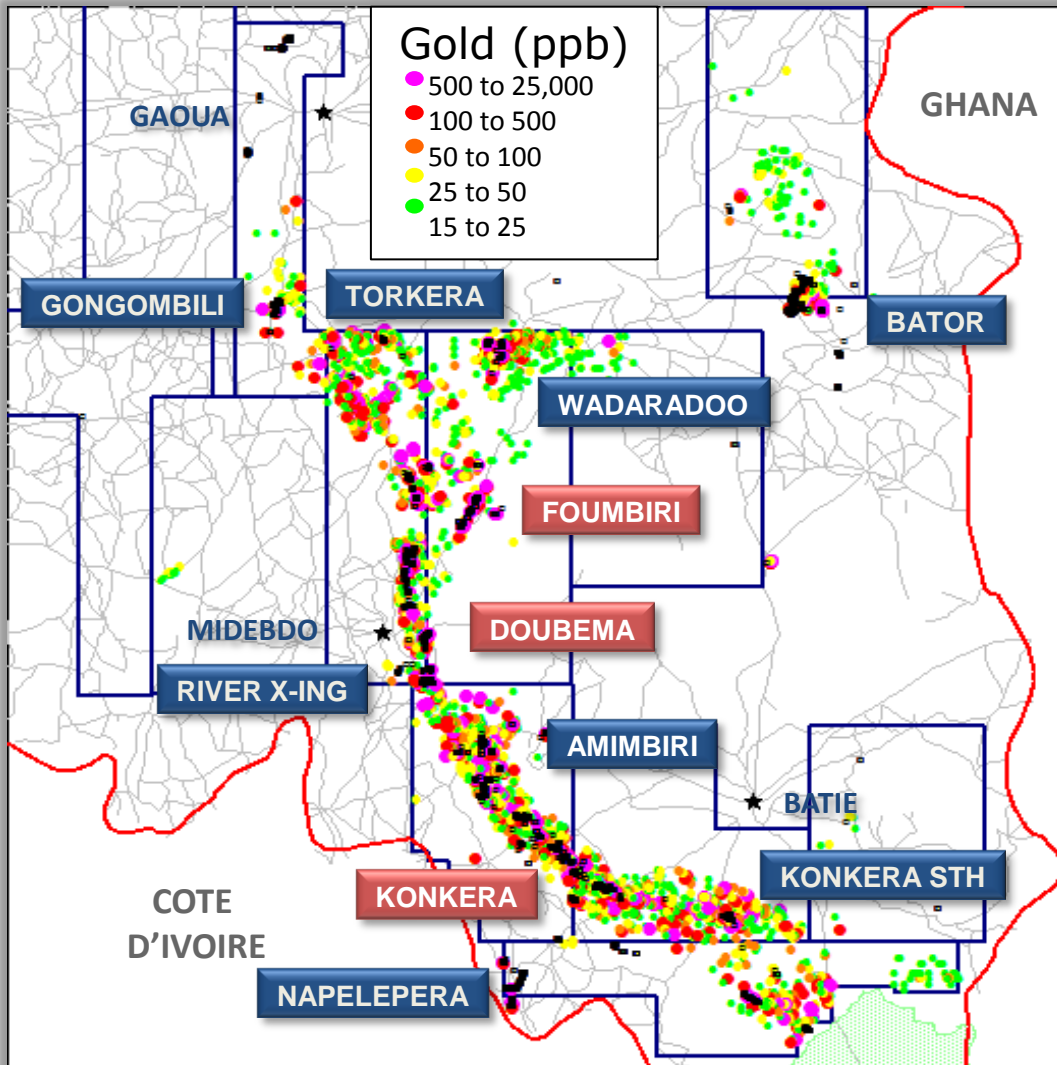 Gold (ppb)
500 to 25,000
100 to 500
50 to 100
25 to 50
15 to 25
GAOUA
GHANA
GONGOMBILI
TORKERA
BATOR
WADARADOO
FOUMBIRI
DOUBEMA
MIDEBDO
RIVER X-ING
AMIMBIRI
BATIE
KONKERA
KONKERA STH
COTE
D’IVOIRE
NAPELEPERA